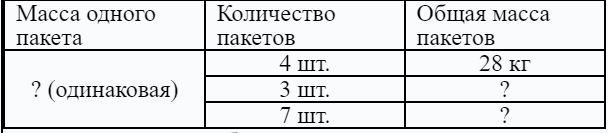 Масса одного пакета
Количество пакетов
Общая масса пакетов
? (одинаковая)
4 шт.
28 кг
3 шт.
?
7 шт.
?